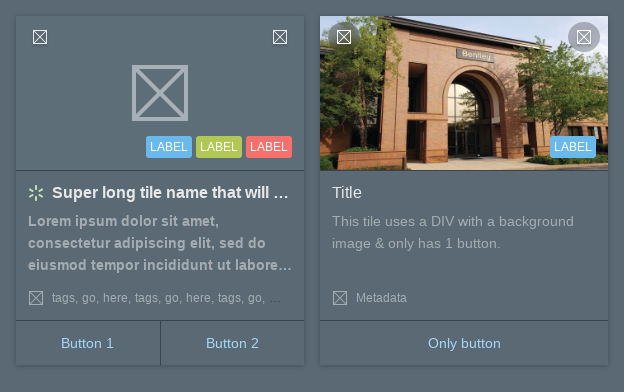 LABEL LABEL LABEL
Super long tile name that will …
Lorem ipsum dolor sit amet,
consectetur adipiscing elit, sed do
eiusmod tempor incididunt ut labore…
tags, go, here, tags, go, here, tags, go, …
Button 1 Button 2
Bentley
LABEL
Title
This tile uses a DIV with a background
image & only has 1 button.
Metadata
Only button